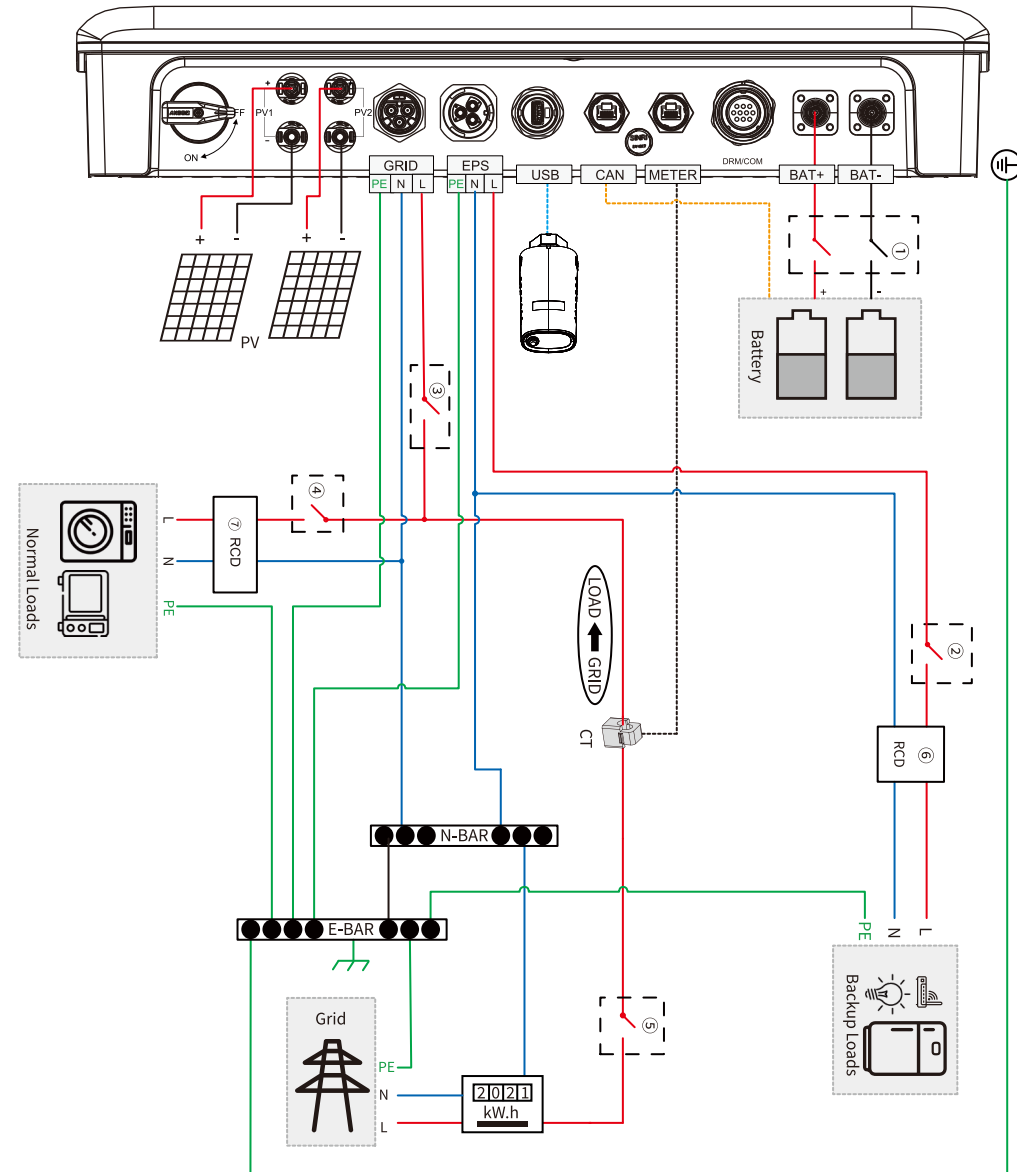 +
-
PV1
PV2
FF
ON
GRID
PE N L
EPS
PE N L
USB
CAN
METER
DRM/COM
BAT+
BAT-
+ -
+ -
PV
①
+
-
Battery
③
④
⑦ RCD
L
N
PE
Normal Loads
LOAD GRID
CT
②
⑥
RCD
N-BAR
E-BAR
PE
N
L
Backup Loads
⑤
Grid
PE
N
L
2021
kW.h